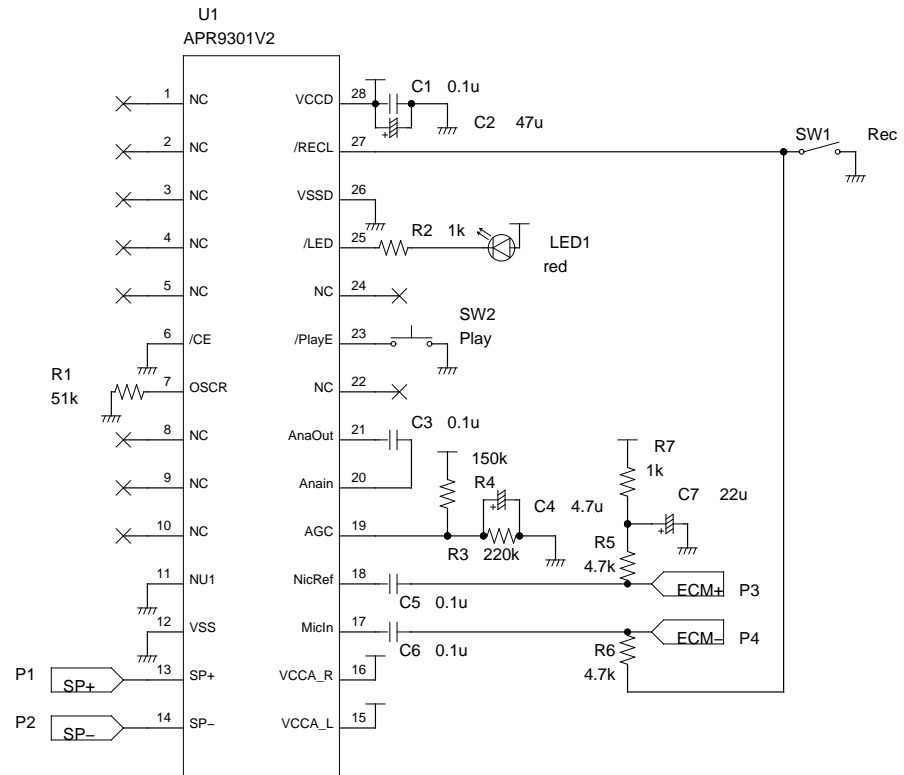 U1
APR9301V2
1 NC
2 NC
3 NC
4 NC
5 NC
6 /CE
R1
51k
7 OSCR
8 NC
9 NC
10 NC
11 NU1
12 VSS
P1 SP+ 13 SP+
P2 SP− 14 SP−
VCCD 28
C1 0.1u
C2 47u
/RECL 27
SW1 Rec
VSSD 26
/LED 25
R2 1k
LED1
red
NC 24
/PlayE 23
SW2
Play
NC 22
AnaOut 21
C3 0.1u
Anain 20
150k
R4
AGC 19
C4 4.7u
R3 220k
R7
1k
C7 22u
R5
4.7k
NicRef 18
C5 0.1u
ECM+ P3
MicIn 17
C6 0.1u
ECM− P4
R6
4.7k
VCCA_R 16
VCCA_L 15
+
+
+